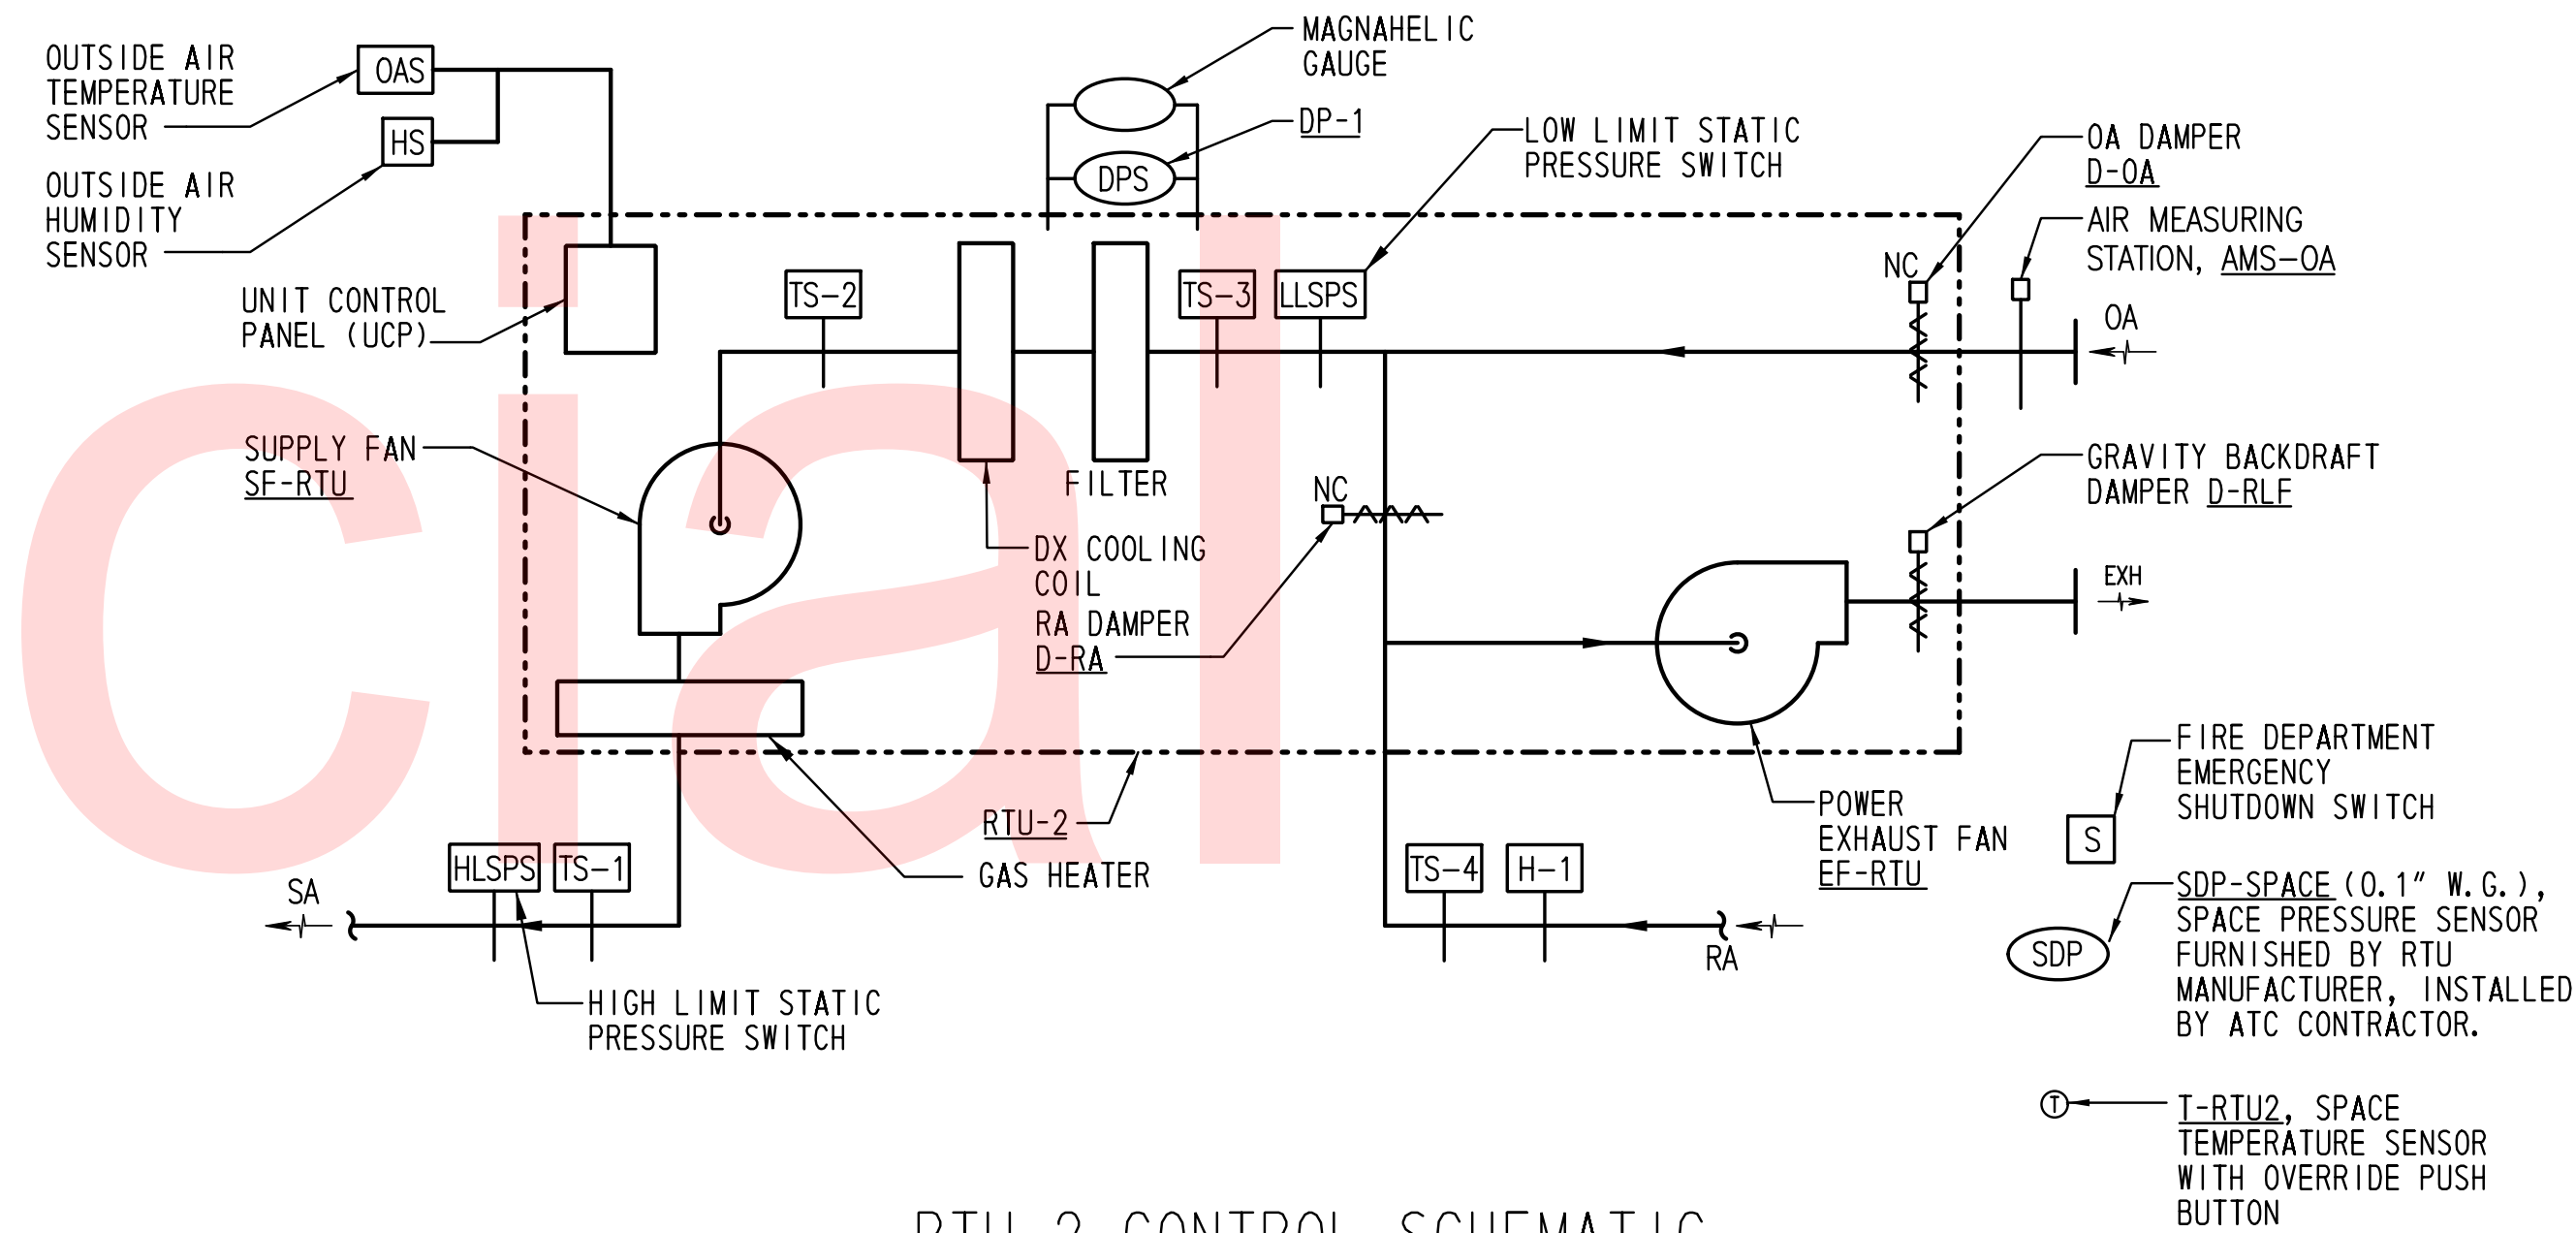 OUTSIDE AIR
TEMPERATURE
SENSOR
OAS
HS
OUTSIDE AIR
HUMIDITY
SENSOR
UNIT CONTROL
PANEL (UCP)
MAGNAHELIC
GAUGE
DP-1
DPS
LOW LIMIT STATIC
PRESSURE SWITCH
OA DAMPER
D-OA
AIR MEASURING
STATION, AMS-OA
NC
OA
TS-2
TS-3
LLSPS
SUPPLY FAN
SF-RTU
FILTER
NC
DX COOLING
COIL
RA DAMPER
D-RA
GRAVITY BACKDRAFT
DAMPER D-RLF
EXH
RTU-2
GAS HEATER
POWER
EXHAUST FAN
EF-RTU
FIRE DEPARTMENT
EMERGENCY
SHUTDOWN SWITCH
S
HLSPS
TS-1
SA
TS-4
H-1
RA
HIGH LIMIT STATIC
PRESSURE SWITCH
SDP
SDP-SPACE (0.1" W.G.),
SPACE PRESSURE SENSOR
FURNISHED BY RTU
MANUFACTURER, INSTALLED
BY ATC CONTRACTOR.
T
T-RTU2, SPACE
TEMPERATURE SENSOR
WITH OVERRIDE PUSH
BUTTON
RTU-2 CONTROL SCHEMATIC
cial